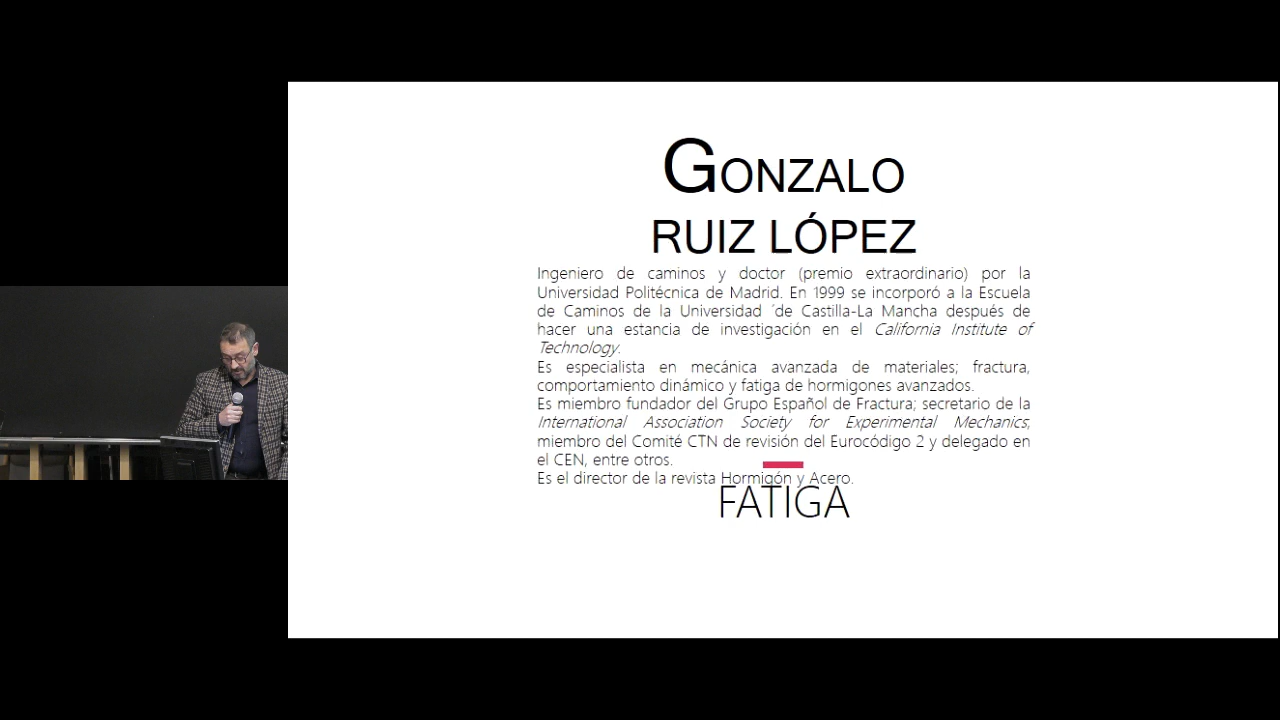 GONZALO
RUIZ LÓPEZ
Ingeniero de caminos y doctor (premio extraordinario) por la
Universidad Politécnica de Madrid. En 1999 se incorporó a la Escuela
de Caminos de la Universidad ´de Castilla-La Mancha después de
hacer una estancia de investigación en el California Institute of
Technology.
Es especialista en mecánica avanzada de materiales; fractura,
comportamiento dinámico y fatiga de hormigones avanzados.
Es miembro fundador del Grupo Español de Fractura; secretario de la
International Association Society for Experimental Mechanics;
miembro del Comité CTN de revisión del Eurocódigo 2 y delegado en
el CEN, entre otros.
Es el director de la revista Hormigón y Acero.
FATIGA